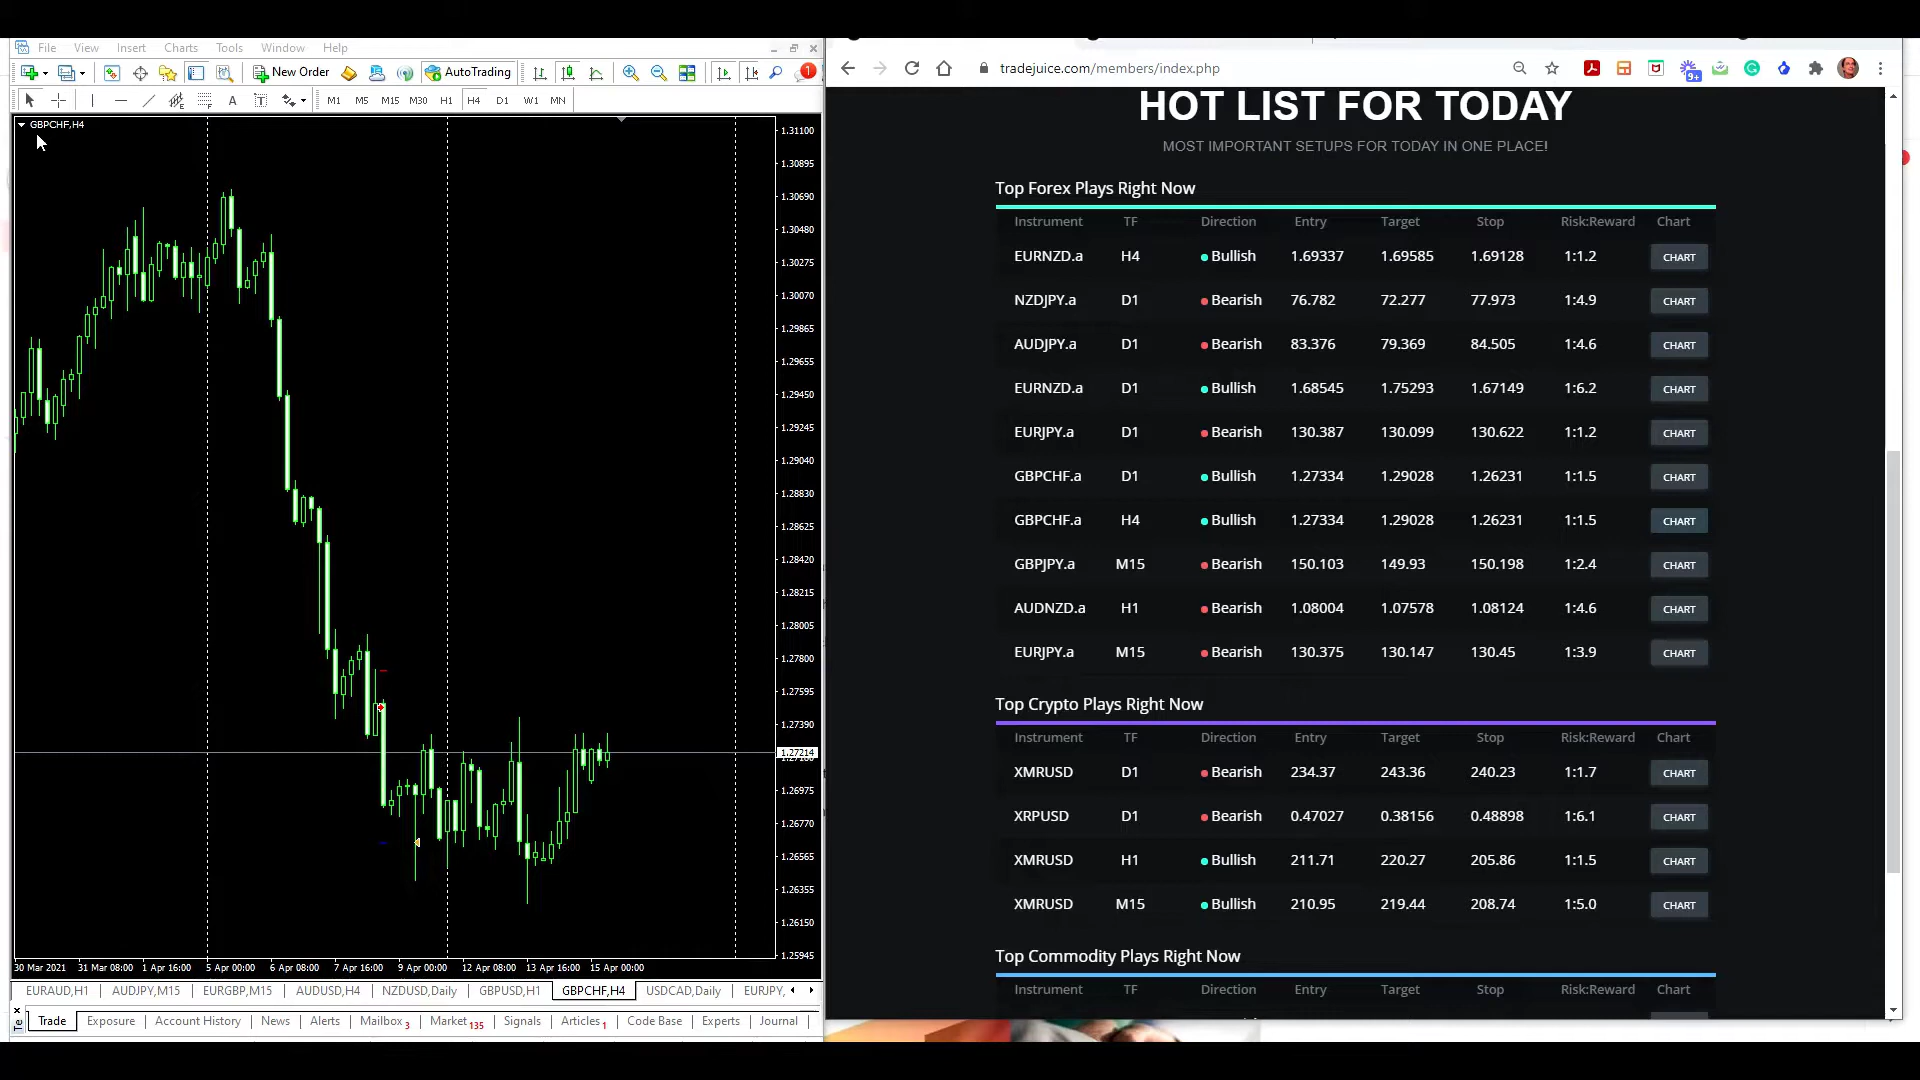 File View Insert Charts Tools Window Help
New Order AutoTrading 1
A T M1 M5 M15 M30 H1 H4 D1 W1 MN
GBPCHF,H4
1.31100
1.30895
1.30690
1.30480
1.30275
1.30070
1.29865
1.29655
1.29450
1.29245
1.29040
1.28830
1.28625
1.28420
1.28215
1.28005
1.27800
1.27595
1.27390
1.27214
1.26975
1.26770
1.26565
1.26355
1.26150
1.25945
30 Mar 2021 31 Mar 08:00 1 Apr 16:00 5 Apr 00:00 6 Apr 08:00 7 Apr 16:00 9 Apr 00:00 12 Apr 08:00 13 Apr 16:00 15 Apr 00:00
EURAUD,H1 AUDJPY,M15 EURGBP,M15 AUDUSD,H4 NZDUSD,Daily GBPUSD,H1 GBPCHF,H4 USDCAD,Daily EURJPY,
Te Trade Exposure Account History News Alerts Mailbox 3 Market 135 Signals Articles 1 Code Base Experts Journal
tradejuice.com/members/index.php 9+
HOT LIST FOR TODAY
MOST IMPORTANT SETUPS FOR TODAY IN ONE PLACE!
Top Forex Plays Right Now
Instrument TF Direction Entry Target Stop Risk:Reward Chart
EURNZD.a H4 Bullish 1.69337 1.69585 1.69128 1:1.2 CHART
NZDJPY.a D1 Bearish 76.782 72.277 77.973 1:4.9 CHART
AUDJPY.a D1 Bearish 83.376 79.369 84.505 1:4.6 CHART
EURNZD.a D1 Bullish 1.68545 1.75293 1.67149 1:6.2 CHART
EURJPY.a D1 Bearish 130.387 130.099 130.622 1:1.2 CHART
GBPCHF.a D1 Bullish 1.27334 1.29028 1.26231 1:1.5 CHART
GBPCHF.a H4 Bullish 1.27334 1.29028 1.26231 1:1.5 CHART
GBPJPY.a M15 Bearish 150.103 149.93 150.198 1:2.4 CHART
AUDNZD.a H1 Bearish 1.08004 1.07578 1.08124 1:4.6 CHART
EURJPY.a M15 Bearish 130.375 130.147 130.45 1:3.9 CHART
Top Crypto Plays Right Now
Instrument TF Direction Entry Target Stop Risk:Reward Chart
XMRUSD D1 Bearish 234.37 243.36 240.23 1:1.7 CHART
XRPUSD D1 Bearish 0.47027 0.38156 0.48898 1:6.1 CHART
XMRUSD H1 Bullish 211.71 220.27 205.86 1:1.5 CHART
XMRUSD M15 Bullish 210.95 219.44 208.74 1:5.0 CHART
Top Commodity Plays Right Now
Instrument TF Direction Entry Target Stop Risk:Reward Chart